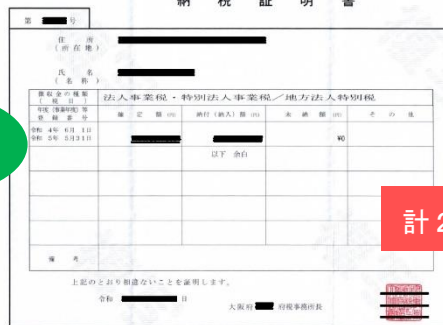 納税証明書
第 号
住所
(所在地)
氏名
(名称)
徴収金の種類
(税目)
法人事業税・特別法人事業税／地方法人特別税
年度(事業年度)等
登録番号
確定額(円) 納付(納入)額(円) 未納額(円) その他
令和 4年 6月 1日
令和 5年 5月31日
¥0
以下 余白
計2
備考
上記のとおり相違ないことを証明します。
令和 日
大阪府 府税事務所長